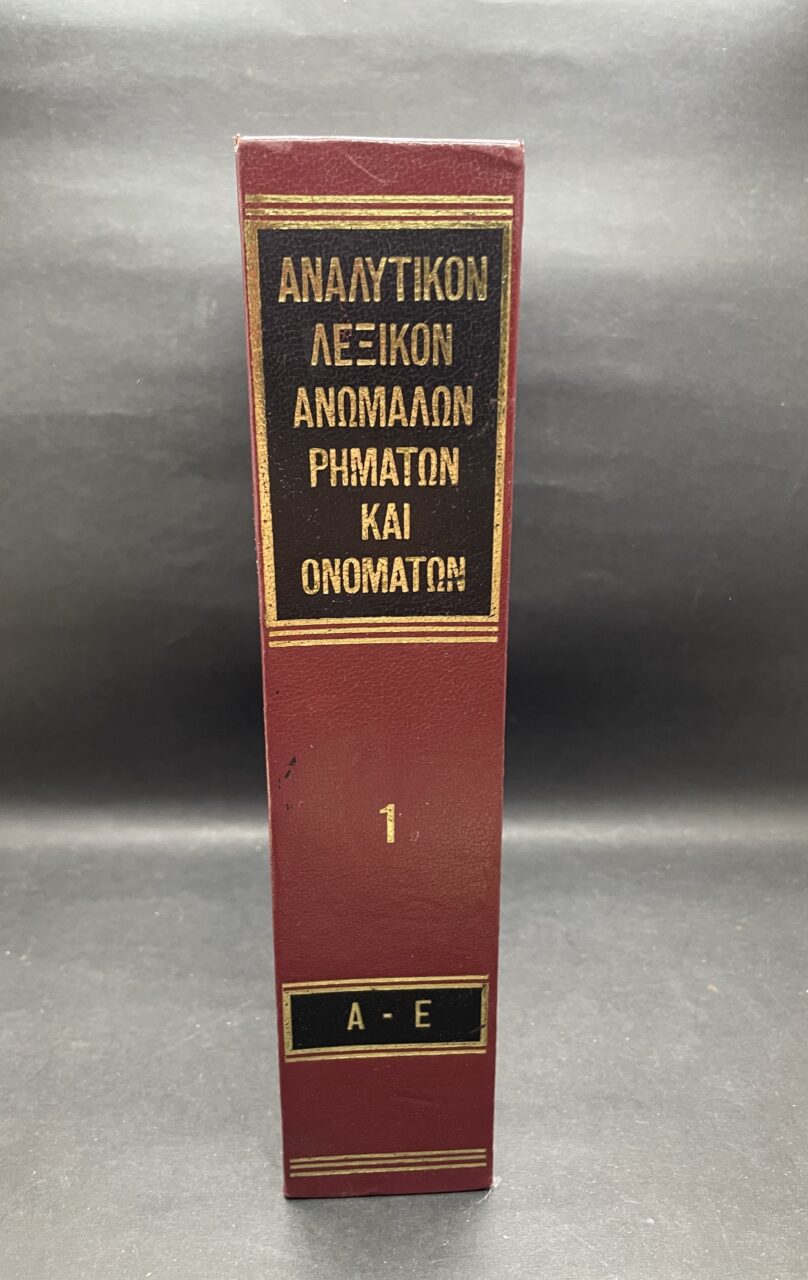 ΑΝΑΛΥΤΙΚΟΝ
ΛΕΞΙΚΟΝ
ΑΝΩΜΑΛΩΝ
ΡΗΜΑΤΩΝ
ΚΑΙ
ΟΝΟΜΑΤΩΝ
1
Α - Ε